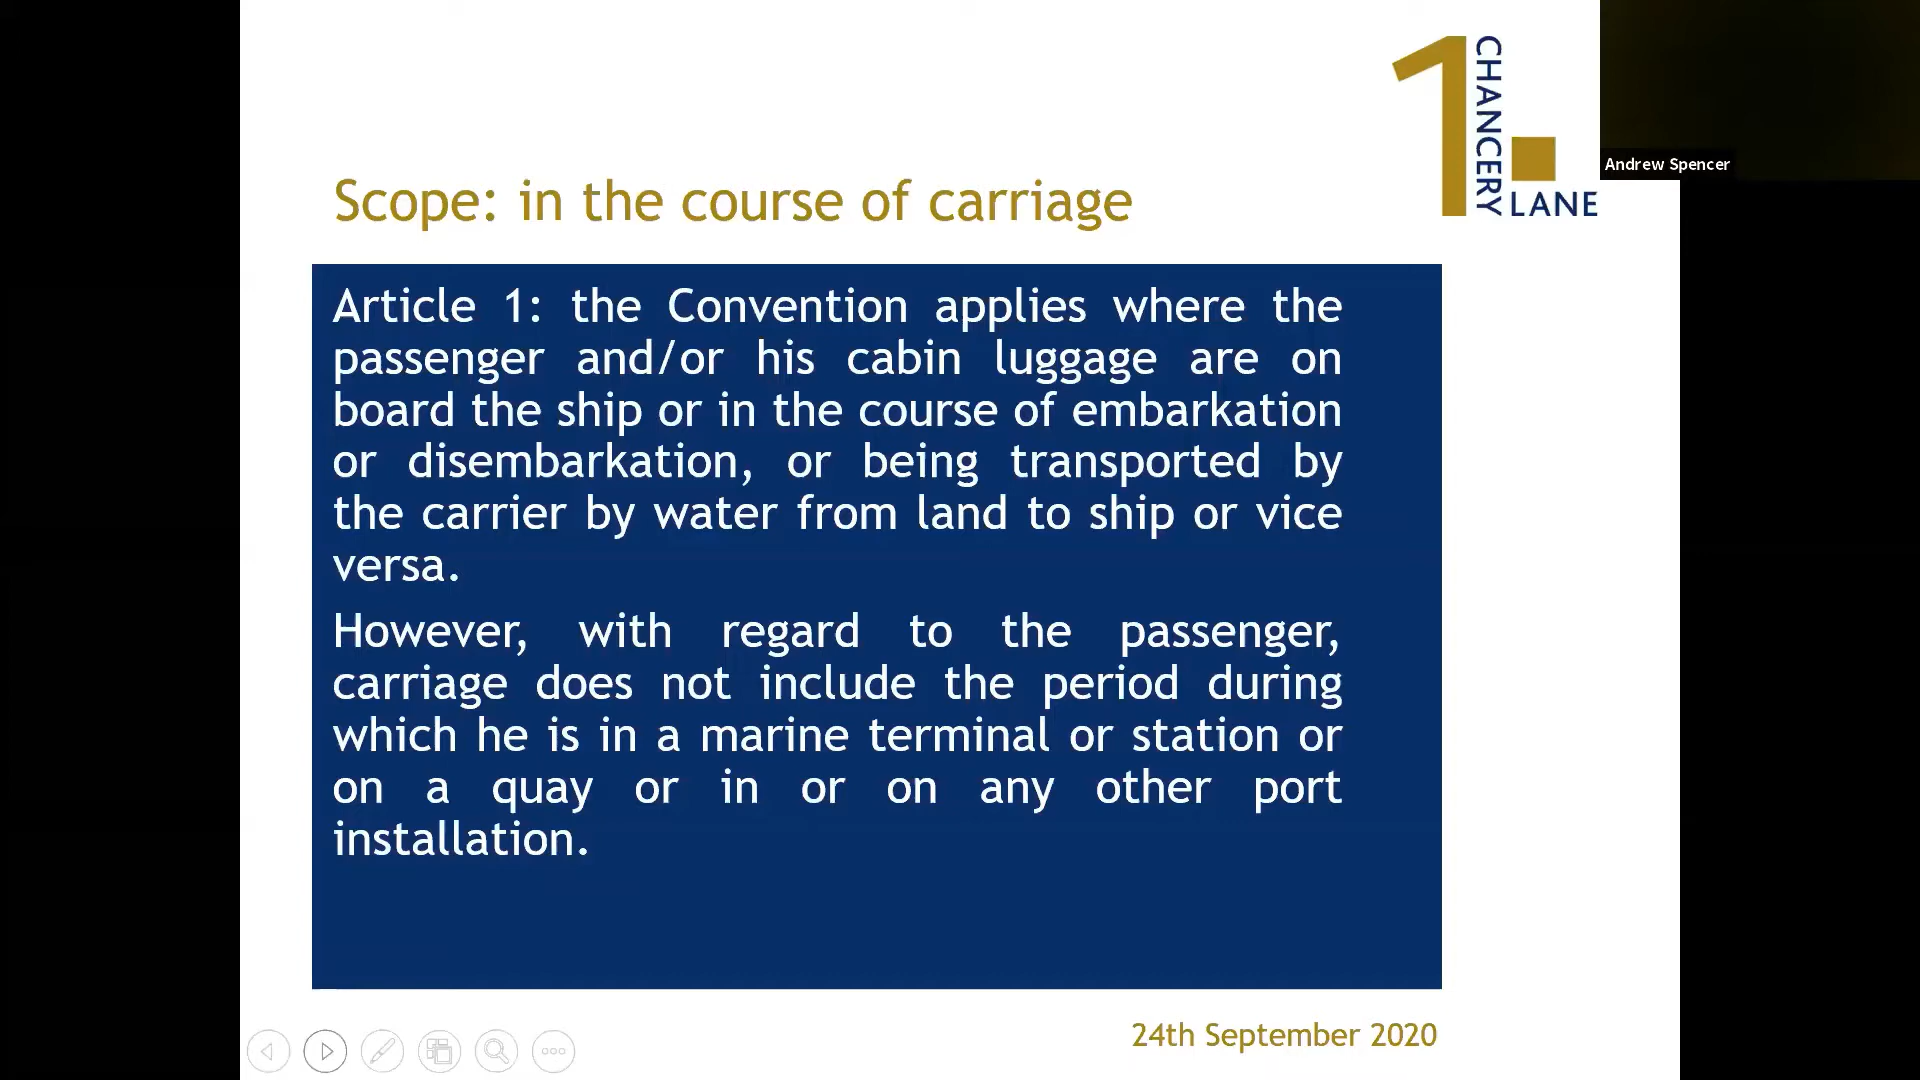 1 CHANCERY LANE
Andrew Spencer
Scope: in the course of carriage
Article 1: the Convention applies where the
passenger and/or his cabin luggage are on
board the ship or in the course of embarkation
or disembarkation, or being transported by
the carrier by water from land to ship or vice
versa.
However, with regard to the passenger,
carriage does not include the period during
which he is in a marine terminal or station or
on a quay or in or on any other port
installation.
24th September 2020